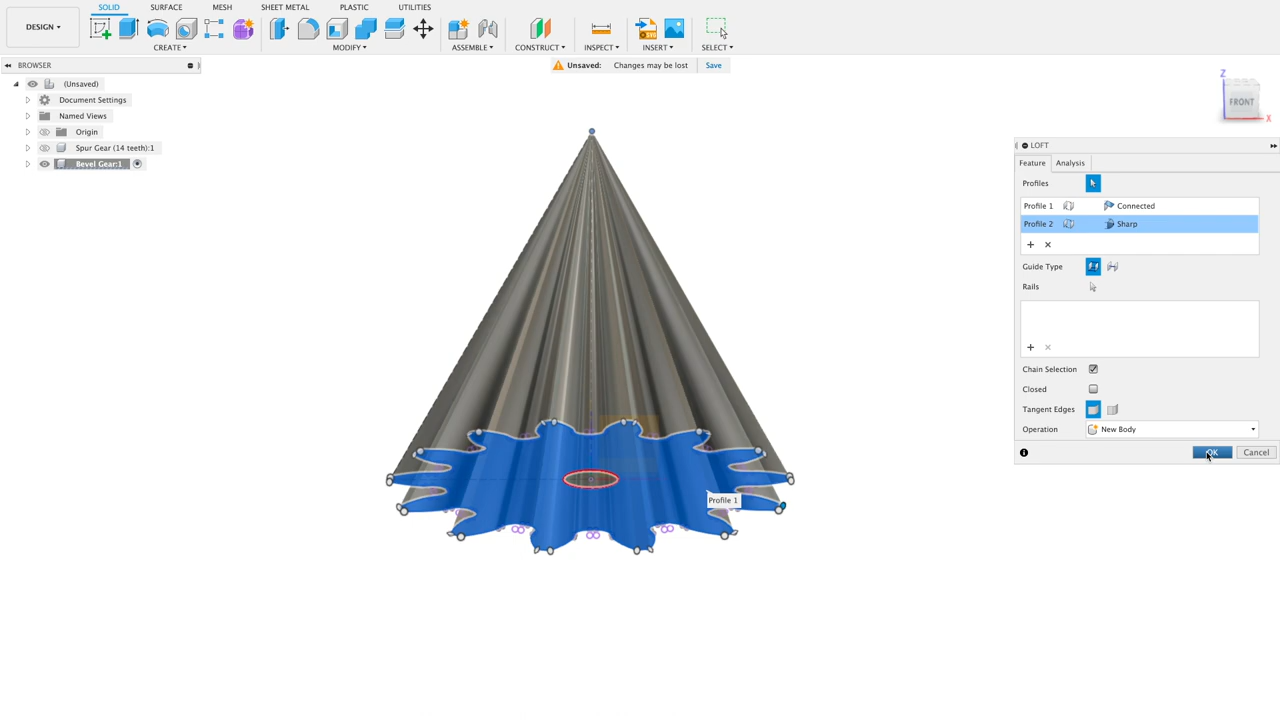 DESIGN
SOLID SURFACE MESH SHEET METAL PLASTIC UTILITIES
CREATE MODIFY ASSEMBLE CONSTRUCT INSPECT INSERT SELECT
BROWSER
Unsaved: Changes may be lost Save
(Unsaved)
Document Settings
Named Views
Origin
Spur Gear (14 teeth):1
Bevel Gear:1
Z
FRONT
X
LOFT
Feature Analysis
Profiles
Profile 1 Connected
Profile 2 Sharp
Guide Type
Rails
Chain Selection
Closed
Tangent Edges
Operation New Body
OK Cancel
Profile 1